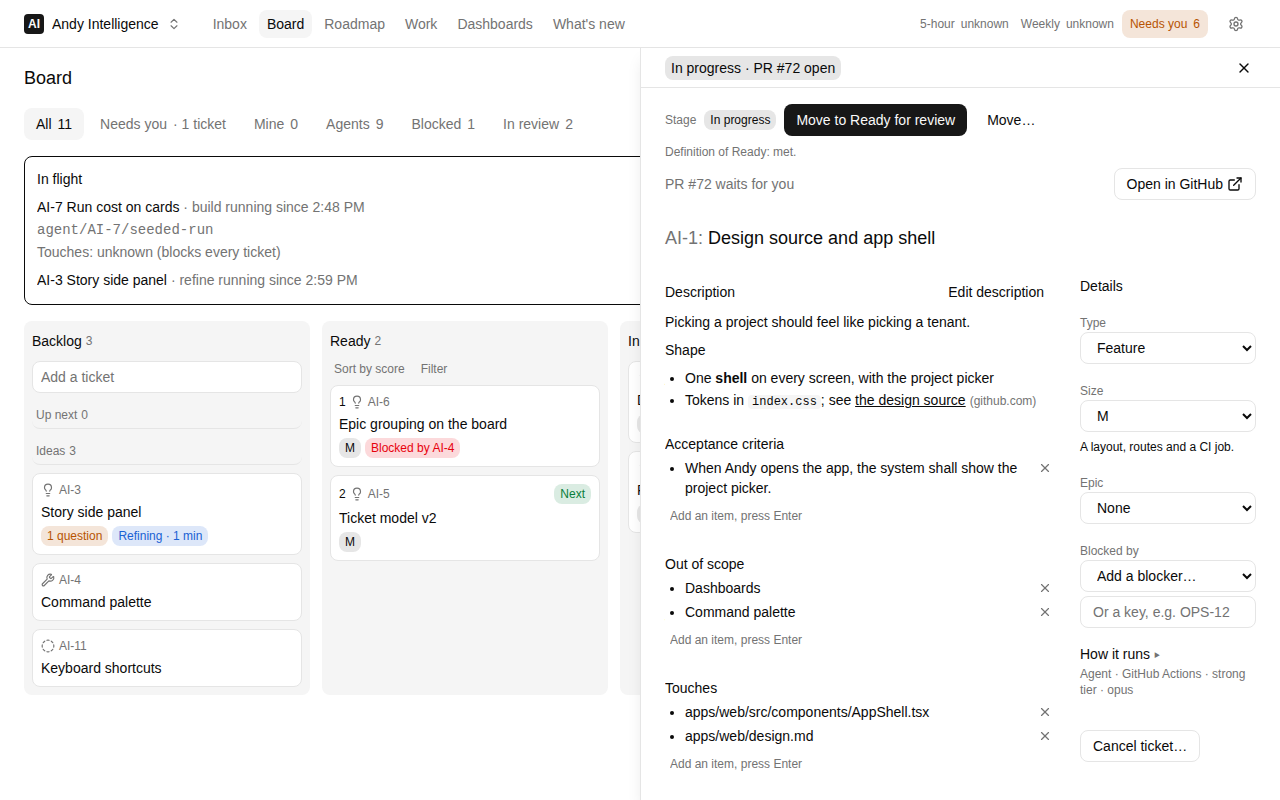 AI Andy Intelligence Inbox Board Roadmap Work Dashboards What's new 5-hour unknown Weekly unknown Needs you 6
Board
All 11 Needs you · 1 ticket Mine 0 Agents 9 Blocked 1 In review 2
In flight
AI-7 Run cost on cards · build running since 2:48 PM
agent/AI-7/seeded-run
Touches: unknown (blocks every ticket)
AI-3 Story side panel · refine running since 2:59 PM
Backlog 3
Add a ticket
Up next 0
Ideas 3
AI-3
Story side panel
1 question Refining · 1 min
AI-4
Command palette
AI-11
Keyboard shortcuts
Ready 2
Sort by score Filter
1 AI-6
Epic grouping on the board
M Blocked by AI-4
2 AI-5 Next
Ticket model v2
M
In
In progress · PR #72 open
Stage In progress Move to Ready for review Move…
Definition of Ready: met.
PR #72 waits for you Open in GitHub
AI-1: Design source and app shell
Description Edit description
Picking a project should feel like picking a tenant.
Shape
• One shell on every screen, with the project picker
• Tokens in index.css; see the design source (github.com)
Acceptance criteria
• When Andy opens the app, the system shall show the
project picker.
Add an item, press Enter
Out of scope
• Dashboards
• Command palette
Add an item, press Enter
Touches
• apps/web/src/components/AppShell.tsx
• apps/web/design.md
Add an item, press Enter
Details
Type
Feature
Size
M
A layout, routes and a CI job.
Epic
None
Blocked by
Add a blocker…
Or a key, e.g. OPS-12
How it runs ▸
Agent · GitHub Actions · strong
tier · opus
Cancel ticket…